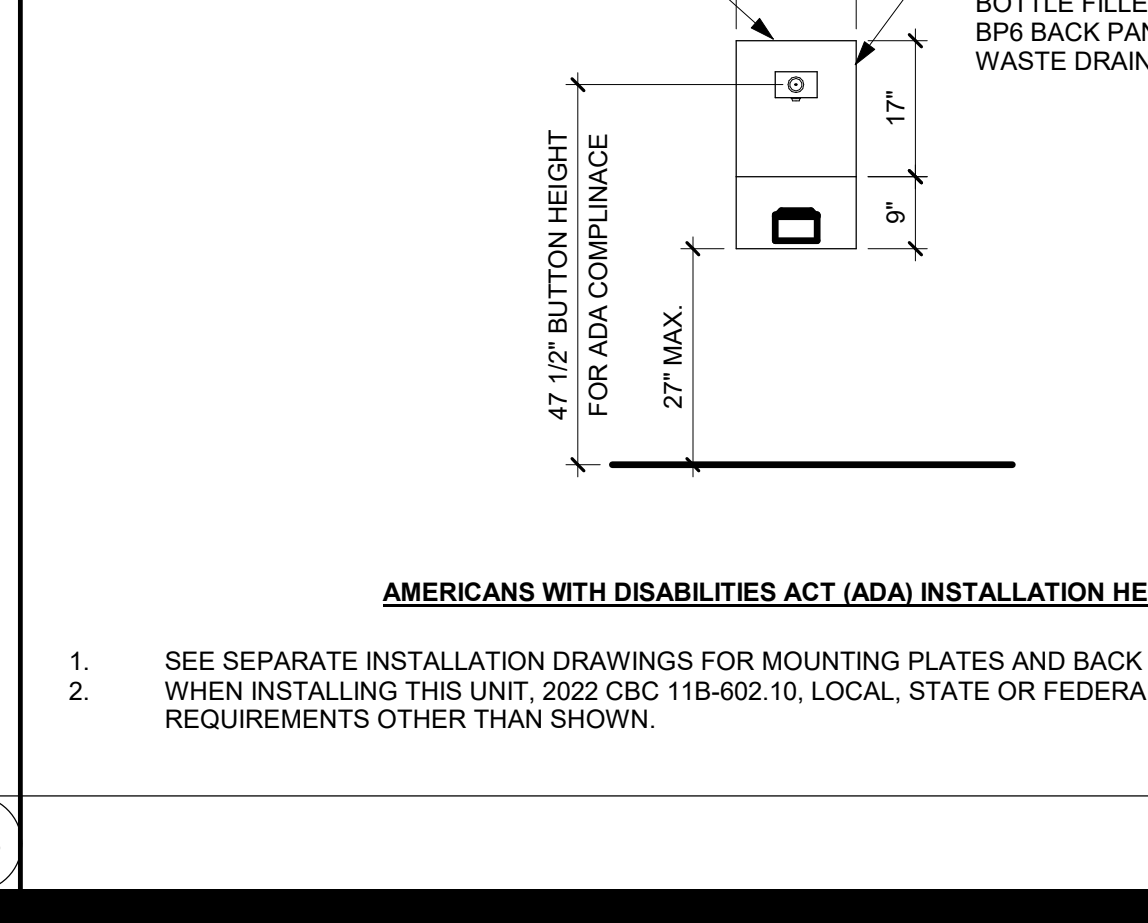 BOTTLE FILLE
BP6 BACK PAN
WASTE DRAIN
17"
9"
47 1/2" BUTTON HEIGHT
FOR ADA COMPLINACE
27" MAX.
AMERICANS WITH DISABILITIES ACT (ADA) INSTALLATION HE
1. SEE SEPARATE INSTALLATION DRAWINGS FOR MOUNTING PLATES AND BACK
2. WHEN INSTALLING THIS UNIT, 2022 CBC 11B-602.10, LOCAL, STATE OR FEDERA
REQUIREMENTS OTHER THAN SHOWN.